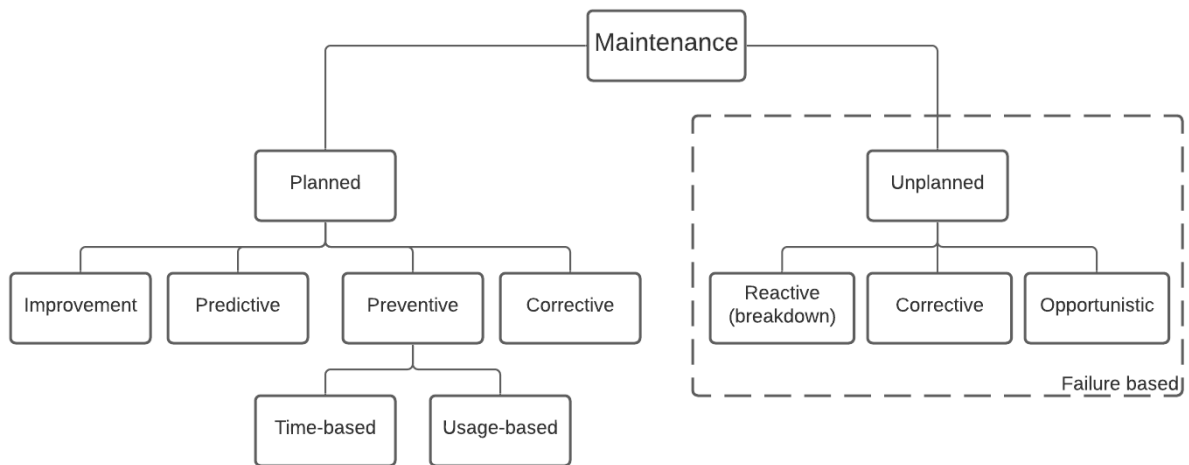 Maintenance
Planned
Unplanned
Improvement
Predictive
Preventive
Corrective
Reactive
(breakdown)
Corrective
Opportunistic
Failure based
Time-based
Usage-based